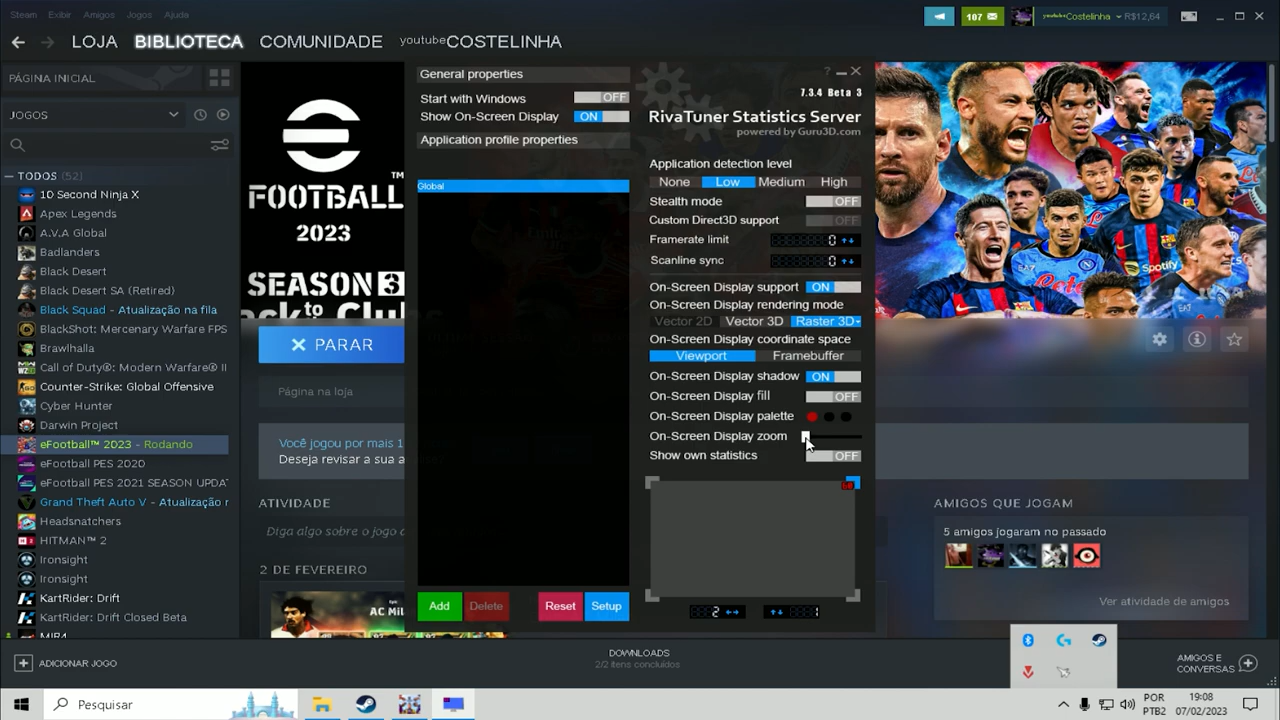 Steam Exibir Amigos Jogos Ajuda
107
youtubeCostelinha R$12,64
LOJA BIBLIOTECA COMUNIDADE youtubeCOSTELINHA
PÁGINA INICIAL
JOGOS
TODOS (52)
10 Second Ninja X
Apex Legends
A.V.A Global
Badlanders
Black Desert
Black Desert SA (Retired)
Black Squad - Atualização na fila
BlackShot: Mercenary Warfare FPS
Brawlhalla
Call of Duty®: Modern Warfare® II
Counter-Strike: Global Offensive
Cyber Hunter
Darwin Project
eFootball™ 2023 - Rodando
eFootball PES 2020
eFootball PES 2021 SEASON UPDA
Grand Theft Auto V - Atualização
Headsnatchers
HITMAN™ 2
Ironsight
Ironsight
KartRider: Drift
KartRider: Drift Closed Beta
MIR4
ADICIONAR JOGO
E
FOOTBALL™
2023
SEASON 3
ck to Clubs
PARAR
Página na loja
Você jogou por mais
Deseja revisar a sua
ATIVIDADE
Diga algo sobre o jogo
2 DE FEVEREIRO
AC Mil
General properties
Start with Windows OFF
Show On-Screen Display ON
Application profile properties
Global
Add Delete Reset Setup
?
7.3.4 Beta 3
RivaTuner Statistics Server
powered by Guru3D.com
Application detection level
None Low Medium High
Stealth mode OFF
Custom Direct3D support OFF
Framerate limit 0
Scanline sync 0
On-Screen Display support ON
On-Screen Display rendering mode
Vector 2D Vector 3D Raster 3D
On-Screen Display coordinate space
Viewport Framebuffer
On-Screen Display shadow ON
On-Screen Display fill OFF
On-Screen Display palette
On-Screen Display zoom
Show own statistics OFF
60
2 1
Spotify
AMIGOS QUE JOGAM
5 amigos jogaram no passado
Ver atividade de amigos
DOWNLOADS
2/2 itens concluídos
AMIGOS E
CONVERSAS
Pesquisar
POR
PTB2
19:08
07/02/2023